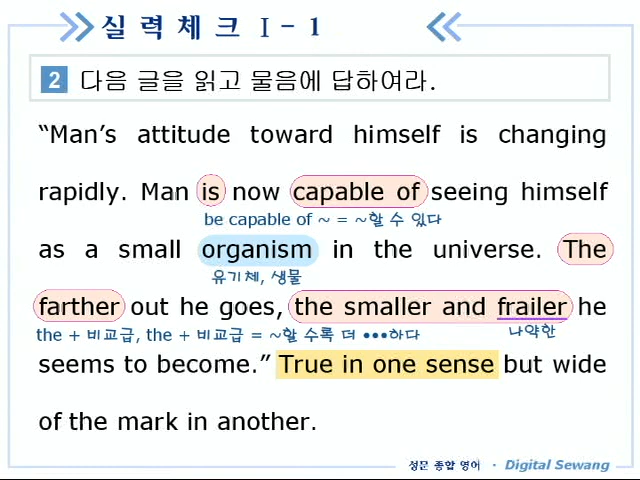 실력체크 I - 1
2 다음 글을 읽고 물음에 답하여라.
“Man’s attitude toward himself is changing
rapidly. Man is now capable of seeing himself
be capable of ~ = ~할 수 있다
as a small organism in the universe. The
유기체, 생물
farther out he goes, the smaller and frailer he
the + 비교급, the + 비교급 = ~할 수록 더 •••하다
나약한
seems to become.” True in one sense but wide
of the mark in another.
정문 종합 영어 · Digital Sewang